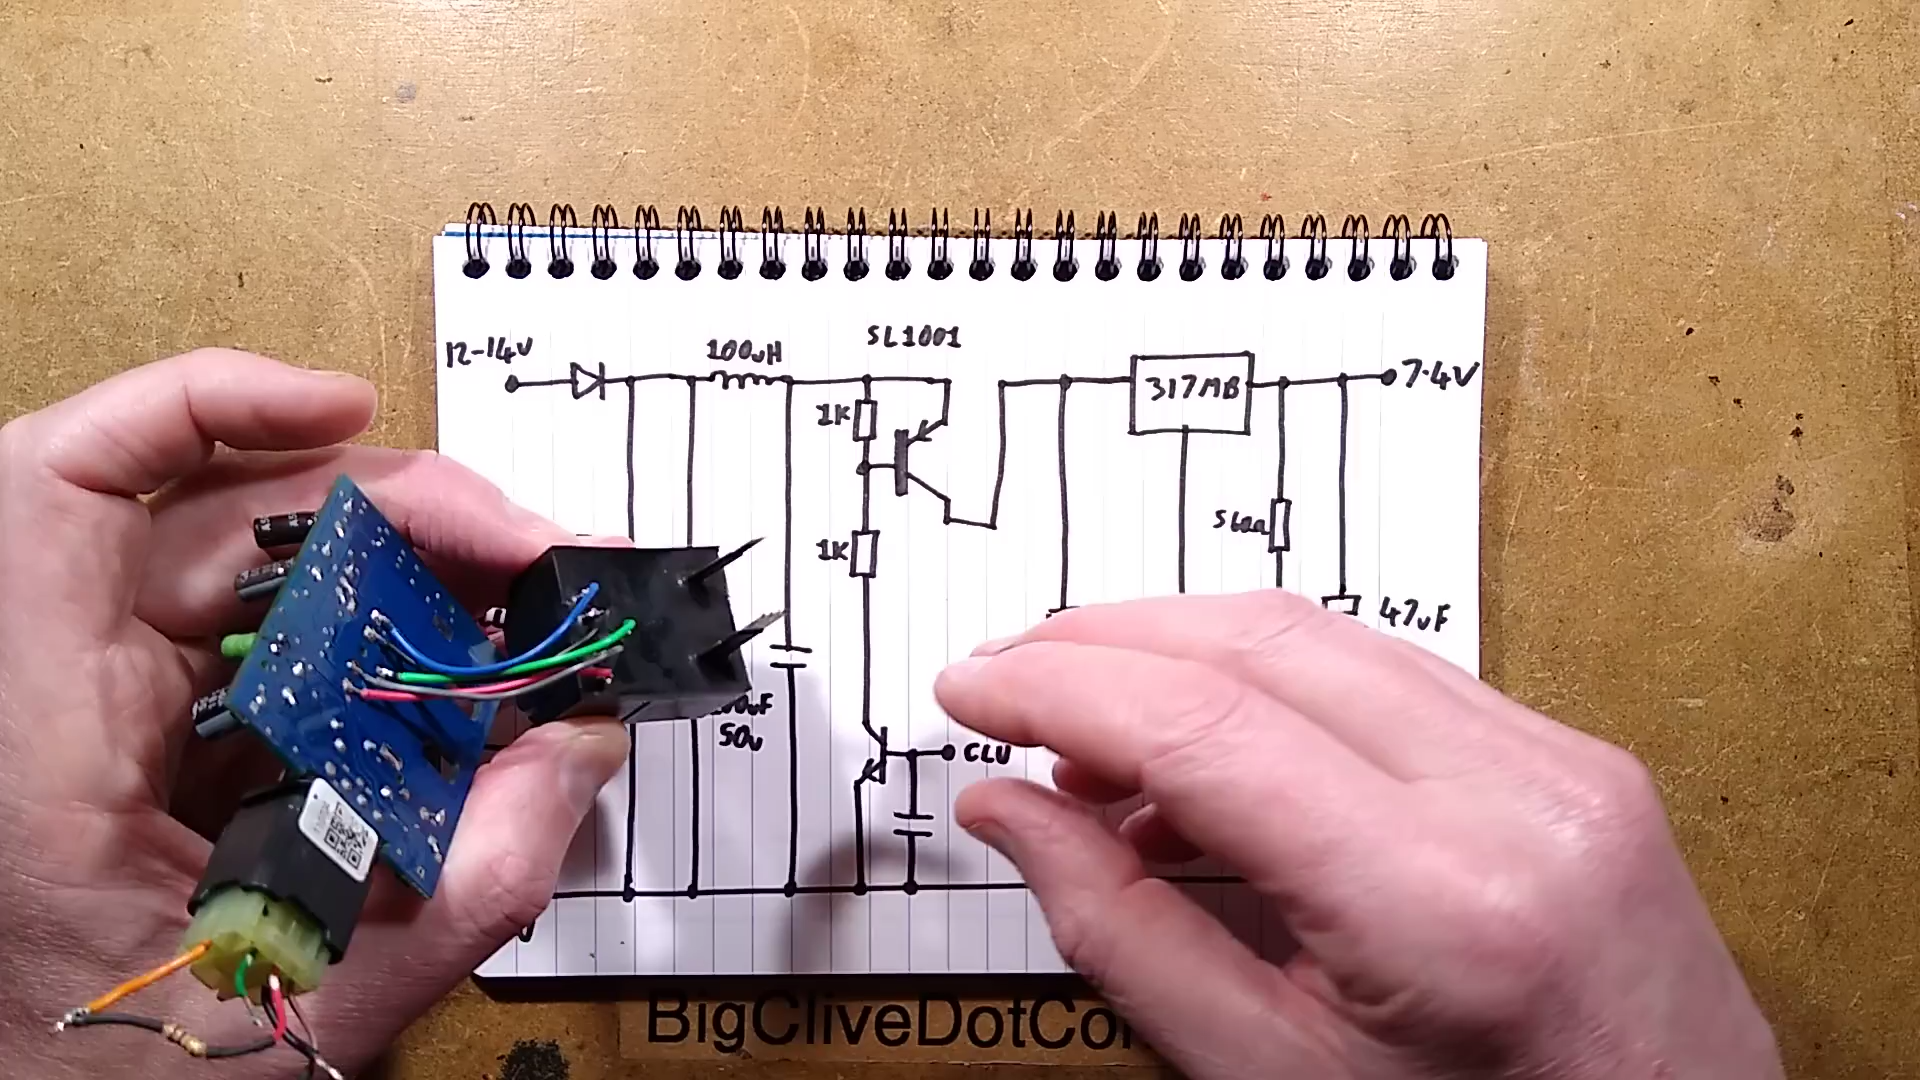 SL1001
12-14V
100uH
317MB
7.4V
1K
560Ω
1K
47uF
50v
CLU
BigCliveDotCo